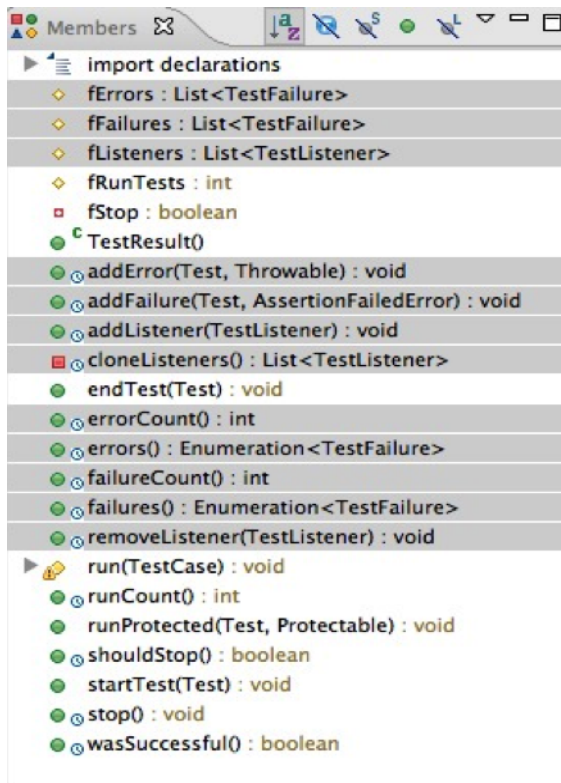 Members
import declarations
fErrors : List<TestFailure>
fFailures : List<TestFailure>
fListeners : List<TestListener>
fRunTests : int
fStop : boolean
TestResult()
addError(Test, Throwable) : void
addFailure(Test, AssertionFailedError) : void
addListener(TestListener) : void
cloneListeners() : List<TestListener>
endTest(Test) : void
errorCount() : int
errors() : Enumeration<TestFailure>
failureCount() : int
failures() : Enumeration<TestFailure>
removeListener(TestListener) : void
run(TestCase) : void
runCount() : int
runProtected(Test, Protectable) : void
shouldStop() : boolean
startTest(Test) : void
stop() : void
wasSuccessful() : boolean